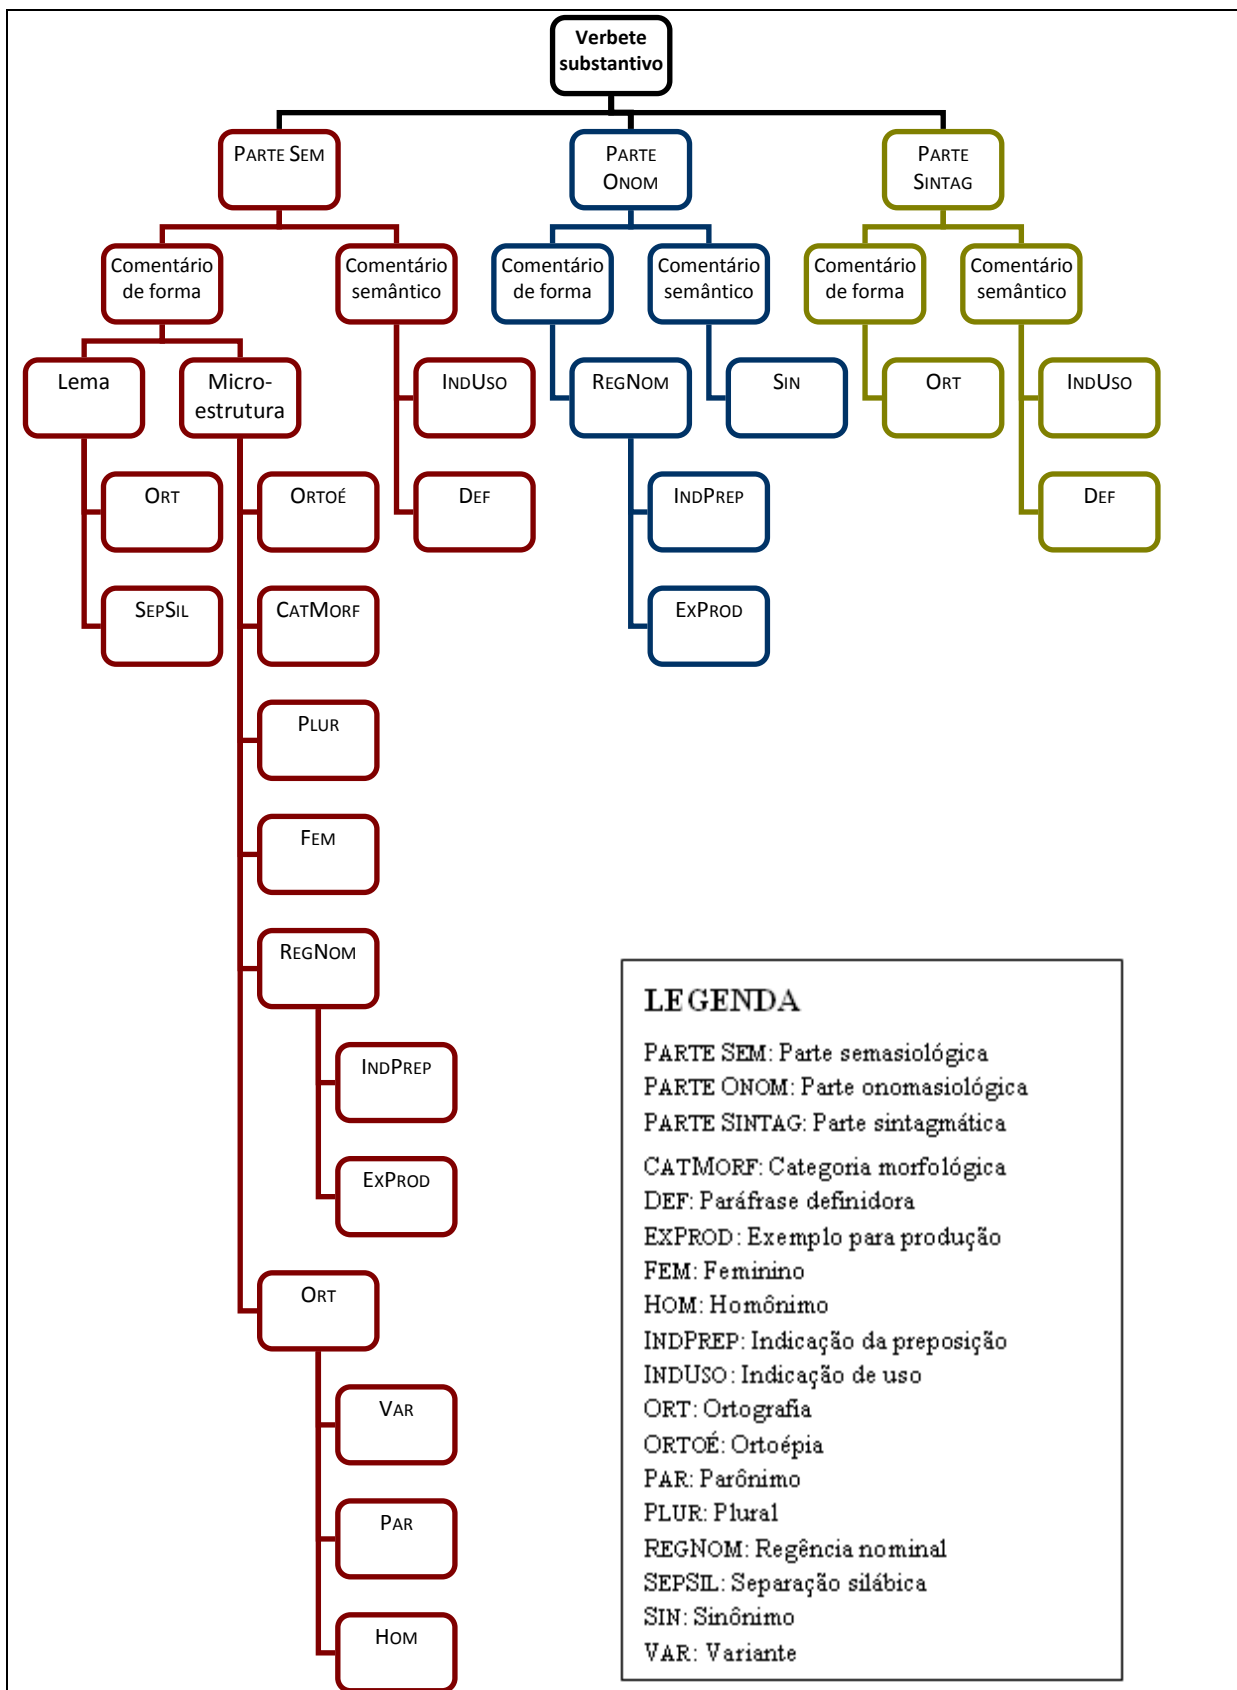 Verbete
substantivo
PARTE SEM
PARTE
ONOM
PARTE
SINTAG
Comentário
de forma
Comentário
semântico
Comentário
de forma
Comentário
semântico
Comentário
de forma
Comentário
semântico
Lema
Micro-
estrutura
INDUSO
REGNOM
SIN
ORT
INDUSO
ORT
ORTOÉ
DEF
INDPREP
DEF
SEPSIL
CATMORF
EXPROD
PLUR
FEM
REGNOM
INDPREP
EXPROD
ORT
VAR
PAR
HOM
LEGENDA
PARTE SEM: Parte semasiológica
PARTE ONOM: Parte onomasiológica
PARTE SINTAG: Parte sintagmática
CATMORF: Categoria morfológica
DEF: Paráfrase definidora
EXPROD: Exemplo para produção
FEM: Feminino
HOM: Homônimo
INDPREP: Indicação da preposição
INDUSO: Indicação de uso
ORT: Ortografia
ORTOÉ: Ortoépia
PAR: Parônimo
PLUR: Plural
REGNOM: Regência nominal
SEPSIL: Separação silábica
SIN: Sinônimo
VAR: Variante